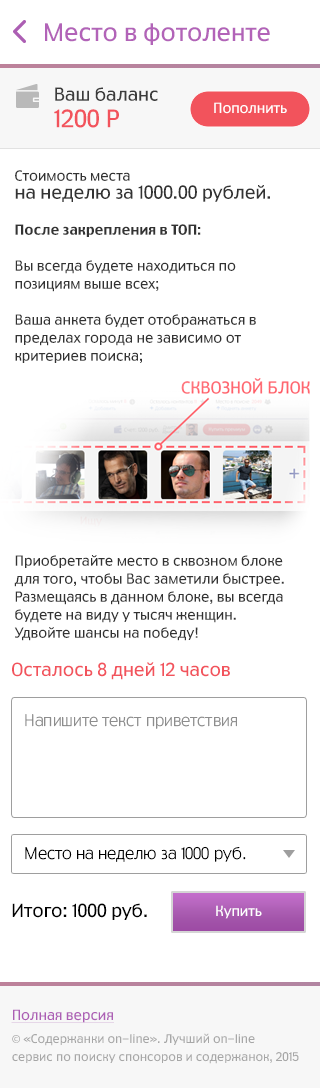 Место в фотоленте
Ваш баланс
1200 Р
Пополнить
Стоимость места
на неделю за 1000.00 рублей.
После закрепления в ТОП:
Вы всегда будете находиться по
позициям выше всех;
Ваша анкета будет отображаться в
пределах города не зависимо от
критериев поиска;
СКВОЗНОЙ БЛОК
+
Приобретайте место в сквозном блоке
для того, чтобы Вас заметили быстрее.
Размещаясь в данном блоке, вы всегда
будете на виду у тысяч женщин.
Удвойте шансы на победу!
Осталось 8 дней 12 часов
Напишите текст приветствия
Место на неделю за 1000 руб.
Итого: 1000 руб.
Купить
Полная версия
© «Содержанки on-line». Лучший on-line
сервис по поиску спонсоров и содержанок, 2015